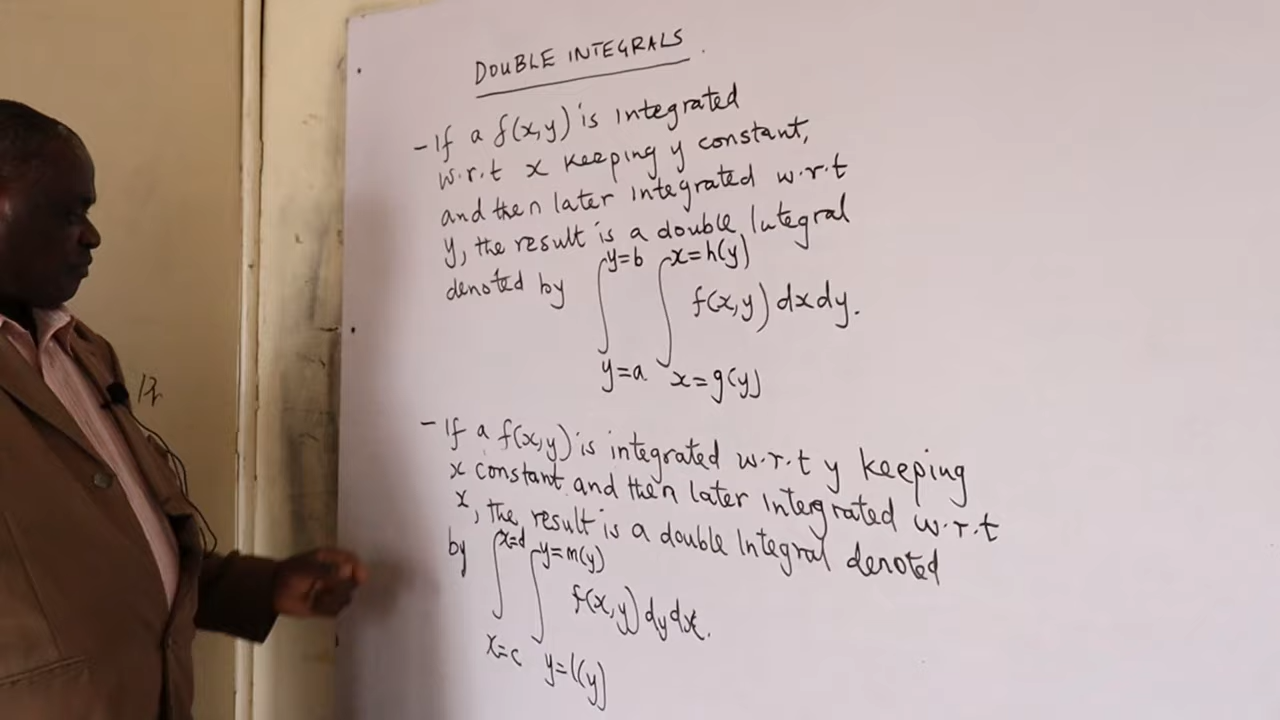 DOUBLE INTEGRALS.
- If a f(x,y) is integrated
w.r.t x keeping y constant,
and then later integrated w.r.t
y, the result is a double Integral
denoted by ∫_{y=a}^{y=b} ∫_{x=g(y)}^{x=h(y)} f(x,y) dx dy.
- If a f(x,y) is integrated w.r.t y keeping
x constant and then later intergrated w.r.t
x, the result is a double Integral denoted
by ∫_{x=c}^{x=d} ∫_{y=l(y)}^{y=m(y)} f(x,y) dy dx.